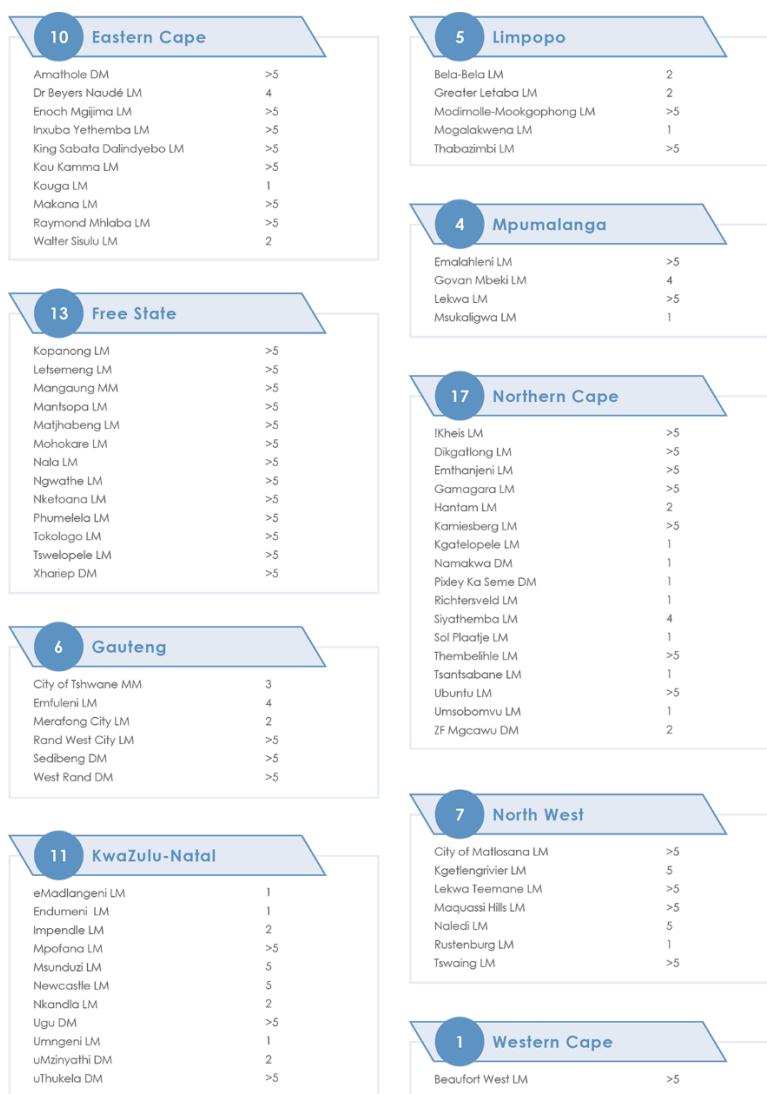 10 Eastern Cape
Amathole DM >5
Dr Beyers Naudé LM 4
Enoch Mgijima LM >5
Inxuba Yethemba LM >5
King Sabata Dalindyebo LM >5
Kou Kamma LM >5
Kouga LM 1
Makana LM >5
Raymond Mhlaba LM >5
Walter Sisulu LM 2
13 Free State
Kopanong LM >5
Letsemeng LM >5
Mangaung MM >5
Mantsopa LM >5
Matjhabeng LM >5
Mohokare LM >5
Nala LM >5
Ngwathe LM >5
Nketoana LM >5
Phumelela LM >5
Tokologo LM >5
Tswelopele LM >5
Xhariep DM >5
6 Gauteng
City of Tshwane MM 3
Emfuleni LM 4
Merafong City LM 2
Rand West City LM >5
Sedibeng DM >5
West Rand DM >5
11 KwaZulu-Natal
eMadlangeni LM 1
Endumeni LM 1
Impendle LM 2
Mpofana LM >5
Msunduzi LM 5
Newcastle LM 5
Nkandla LM 2
Ugu DM >5
Umngeni LM 1
uMzinyathi DM 2
uThukela DM >5
5 Limpopo
Bela-Bela LM 2
Greater Letaba LM 2
Modimolle-Mookgophong LM >5
Mogalakwena LM 1
Thabazimbi LM >5
4 Mpumalanga
Emalahleni LM >5
Govan Mbeki LM 4
Lekwa LM >5
Msukaligwa LM 1
17 Northern Cape
!Kheis LM >5
Dikgatlong LM >5
Emthanjeni LM >5
Gamagara LM >5
Hantam LM 2
Kamiesberg LM >5
Kgatelopele LM 1
Namakwa DM 1
Pixley Ka Seme DM 1
Richtersveld LM 1
Siyathemba LM 4
Sol Plaatje LM 1
Thembelihle LM >5
Tsantsabane LM 1
Ubuntu LM >5
Umsobomvu LM 1
ZF Mgcawu DM 2
7 North West
City of Matlosana LM >5
Kgetlengrivier LM 5
Lekwa Teemane LM >5
Maquassi Hills LM >5
Naledi LM 5
Rustenburg LM 1
Tswaing LM >5
1 Western Cape
Beaufort West LM >5